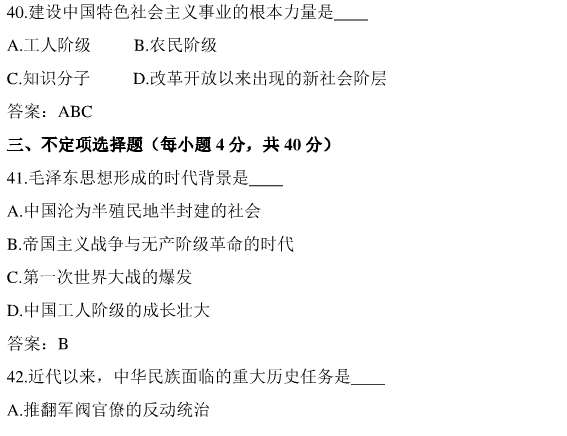 40.建设中国特色社会主义事业的根本力量是____
A.工人阶级 B.农民阶级
C.知识分子 D.改革开放以来出现的新社会阶层
答案：ABC
三、不定项选择题（每小题 4 分，共 40 分）
41.毛泽东思想形成的时代背景是____
A.中国沦为半殖民地半封建的社会
B.帝国主义战争与无产阶级革命的时代
C.第一次世界大战的爆发
D.中国工人阶级的成长壮大
答案：B
42.近代以来，中华民族面临的重大历史任务是____
A.推翻军阀官僚的反动统治